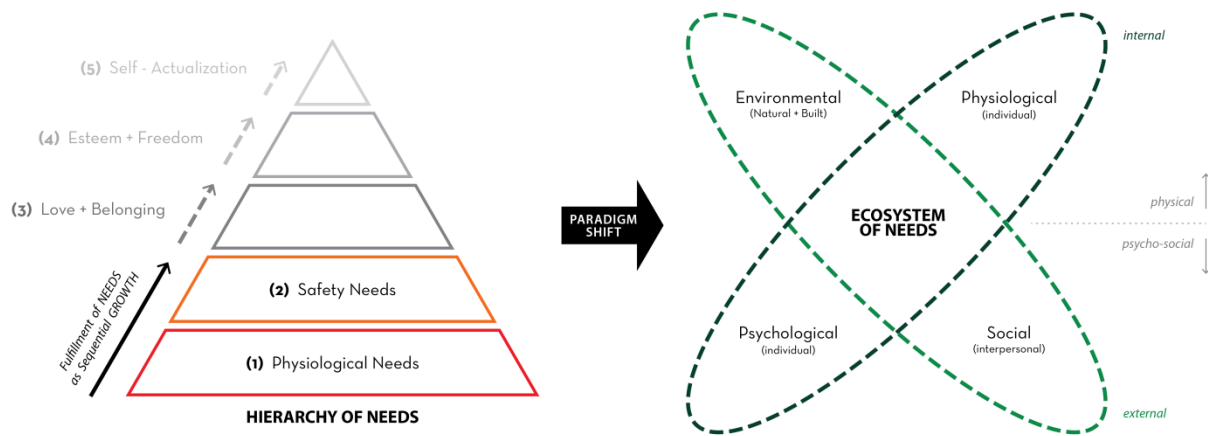 (5) Self - Actualization
(4) Esteem + Freedom
(3) Love + Belonging
Fulfillment of NEEDS
as Sequential GROWTH
(2) Safety Needs
(1) Physiological Needs
HIERARCHY OF NEEDS
PARADIGM
SHIFT
internal
Environmental
(Natural + Built)
Physiological
(individual)
ECOSYSTEM
OF NEEDS
physical
psycho-social
Psychological
(individual)
Social
(interpersonal)
external